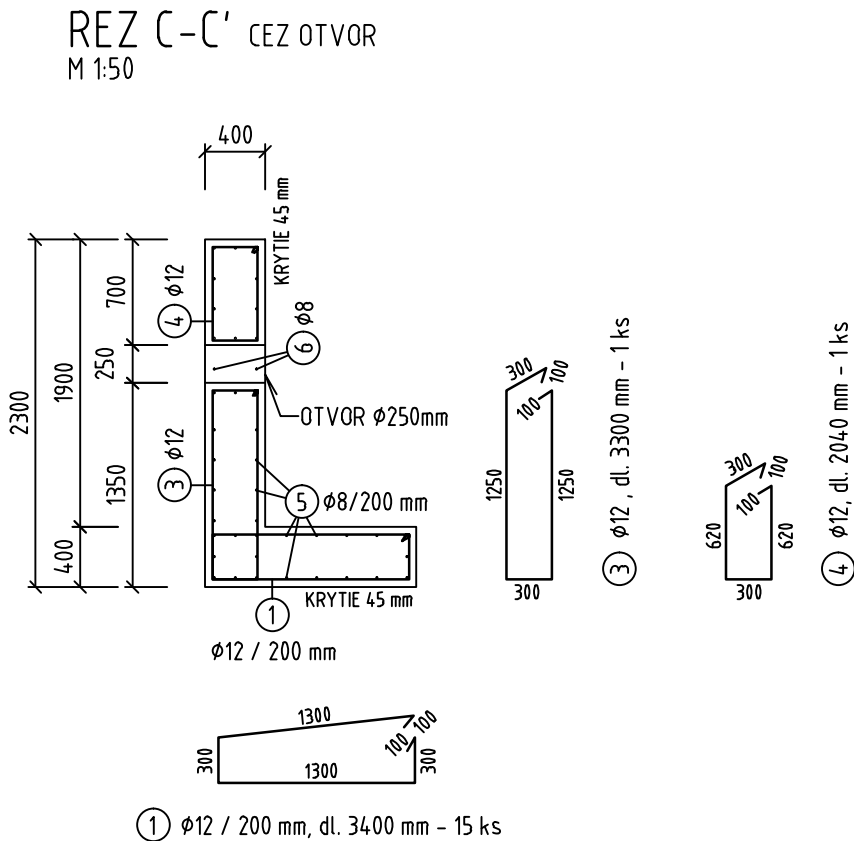 REZ C-C' CEZ OTVOR
M 1:50
400
KRYTIE 45 mm
2300
1900
400
700
250
1350
4 ϕ12
6 ϕ8
OTVOR ϕ250mm
3 ϕ12
5 ϕ8/200 mm
KRYTIE 45 mm
1
ϕ12 / 200 mm
300
100
100
1250
1250
300
3 ϕ12 , dl. 3300 mm - 1 ks
300
100
100
620
620
300
4 ϕ12, dl. 2040 mm - 1 ks
1300
100
100
300
1300
300
1 ϕ12 / 200 mm, dl. 3400 mm - 15 ks